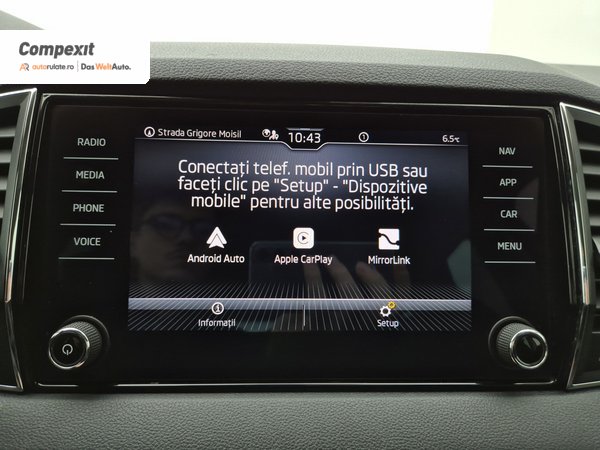 Compexit
autorulate.ro | Das WeltAuto.
Strada Grigore Moisil 10:43 6.5°C
RADIO
MEDIA
PHONE
VOICE
Conectați telef. mobil prin USB sau
faceți clic pe "Setup" - "Dispozitive
mobile" pentru alte posibilități.
Android Auto Apple CarPlay MirrorLink
Informații Setup
NAV
APP
CAR
MENU